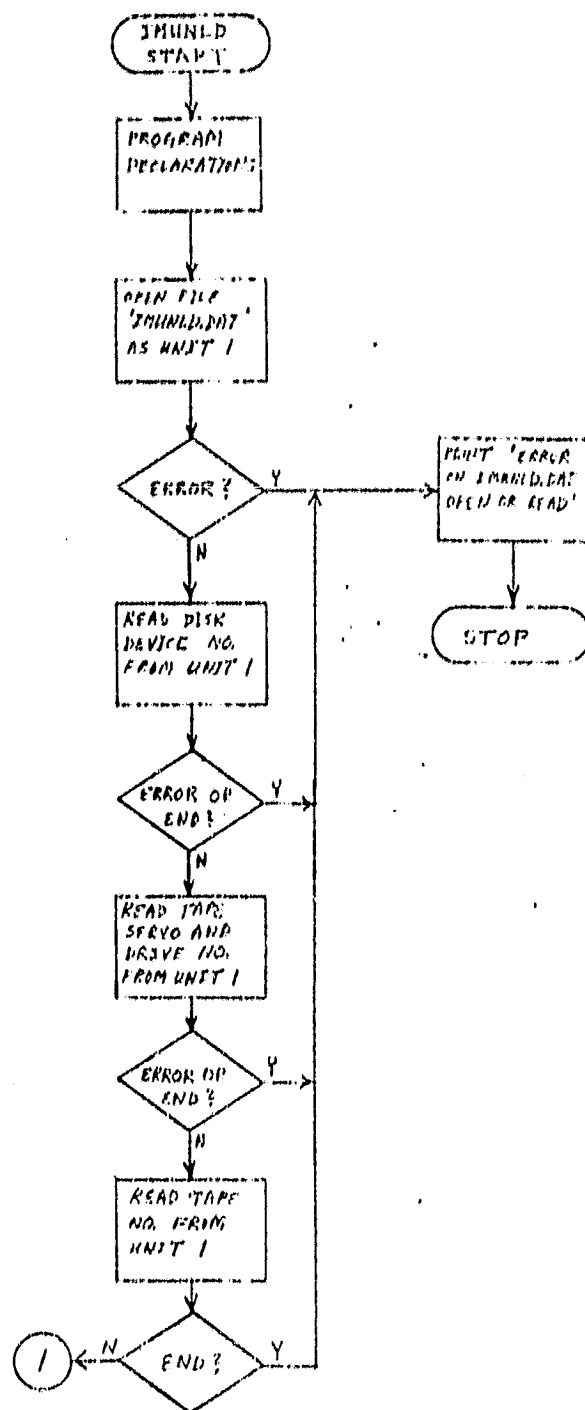 IMUNLD
START
PROGRAM
DECLARATIONS
OPEN FILE
'IMUNLD.DAT'
AS UNIT 1
ERROR?
Y
N
PRINT 'ERROR
ON IMUNLD.DAT
OPEN OR READ'
STOP
READ DISK
DEVICE NO.
FROM UNIT 1
ERROR OR
END?
Y
N
READ TAPE
SERVO AND
DRIVE NO.
FROM UNIT 1
ERROR OR
END?
Y
N
READ TAPE
NO. FROM
UNIT 1
END?
N
Y
1